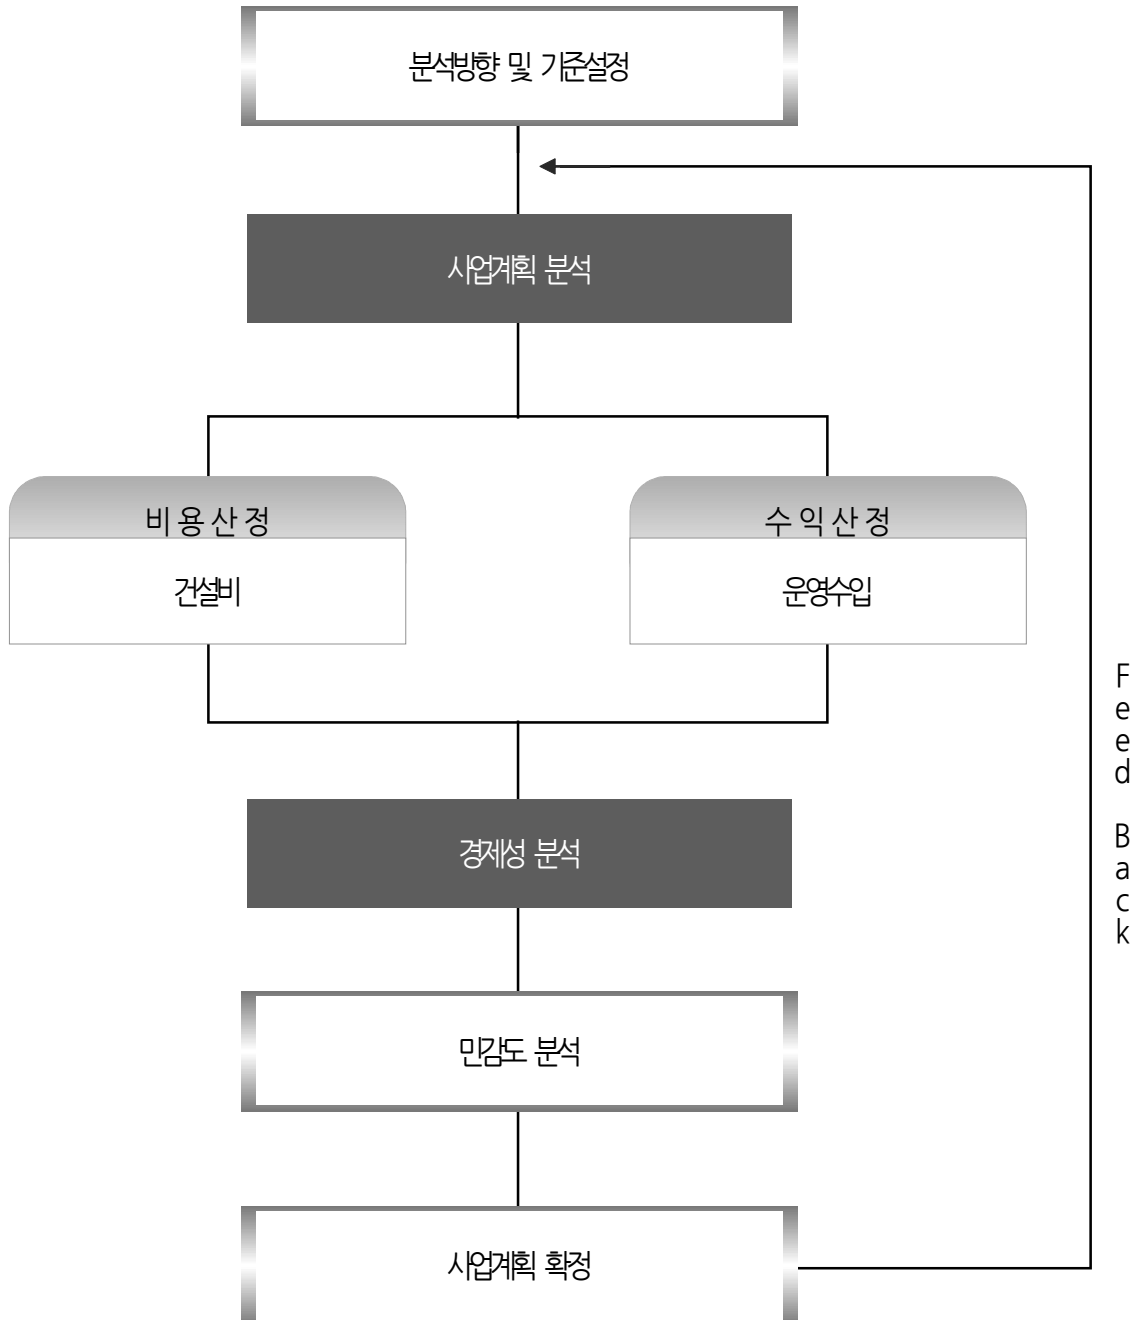 분석방향 및 기준설정
사업계획 분석
비 용 산 정
수 익 산 정
건설비
운영수입
Feed Back
경제성 분석
민감도 분석
사업계획 확정